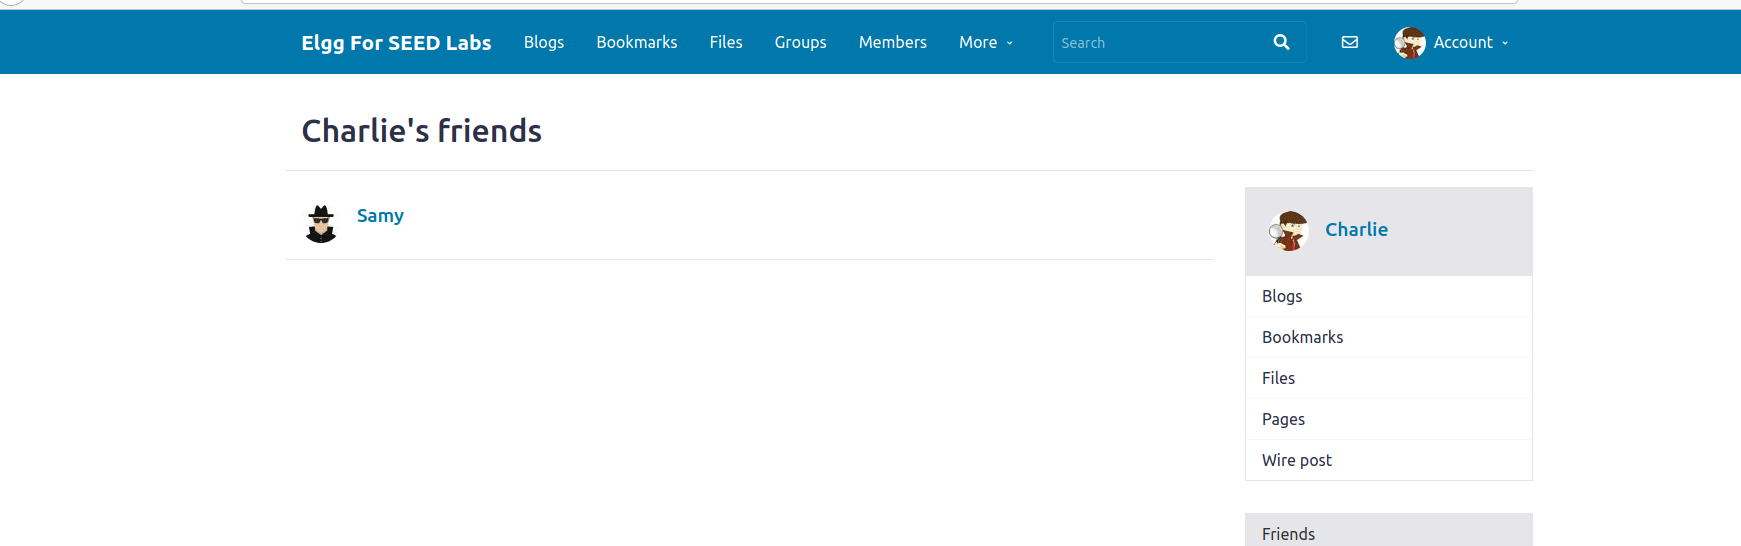 Elgg For SEED Labs Blogs Bookmarks Files Groups Members More Search Account
Charlie's friends
Samy
Charlie
Blogs
Bookmarks
Files
Pages
Wire post
Friends